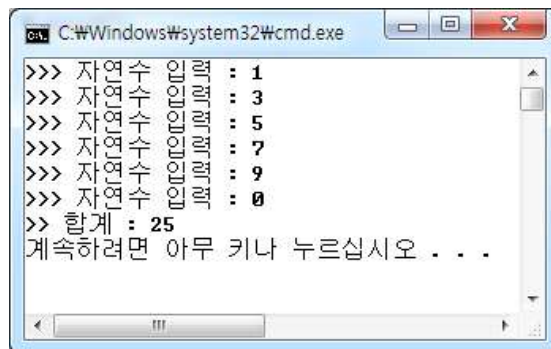 C:\Windows\system32\cmd.exe
>>> 자연수 입력 : 1
>>> 자연수 입력 : 3
>>> 자연수 입력 : 5
>>> 자연수 입력 : 7
>>> 자연수 입력 : 9
>>> 자연수 입력 : 0
>> 합계 : 25
계속하려면 아무 키나 누르십시오 . . .